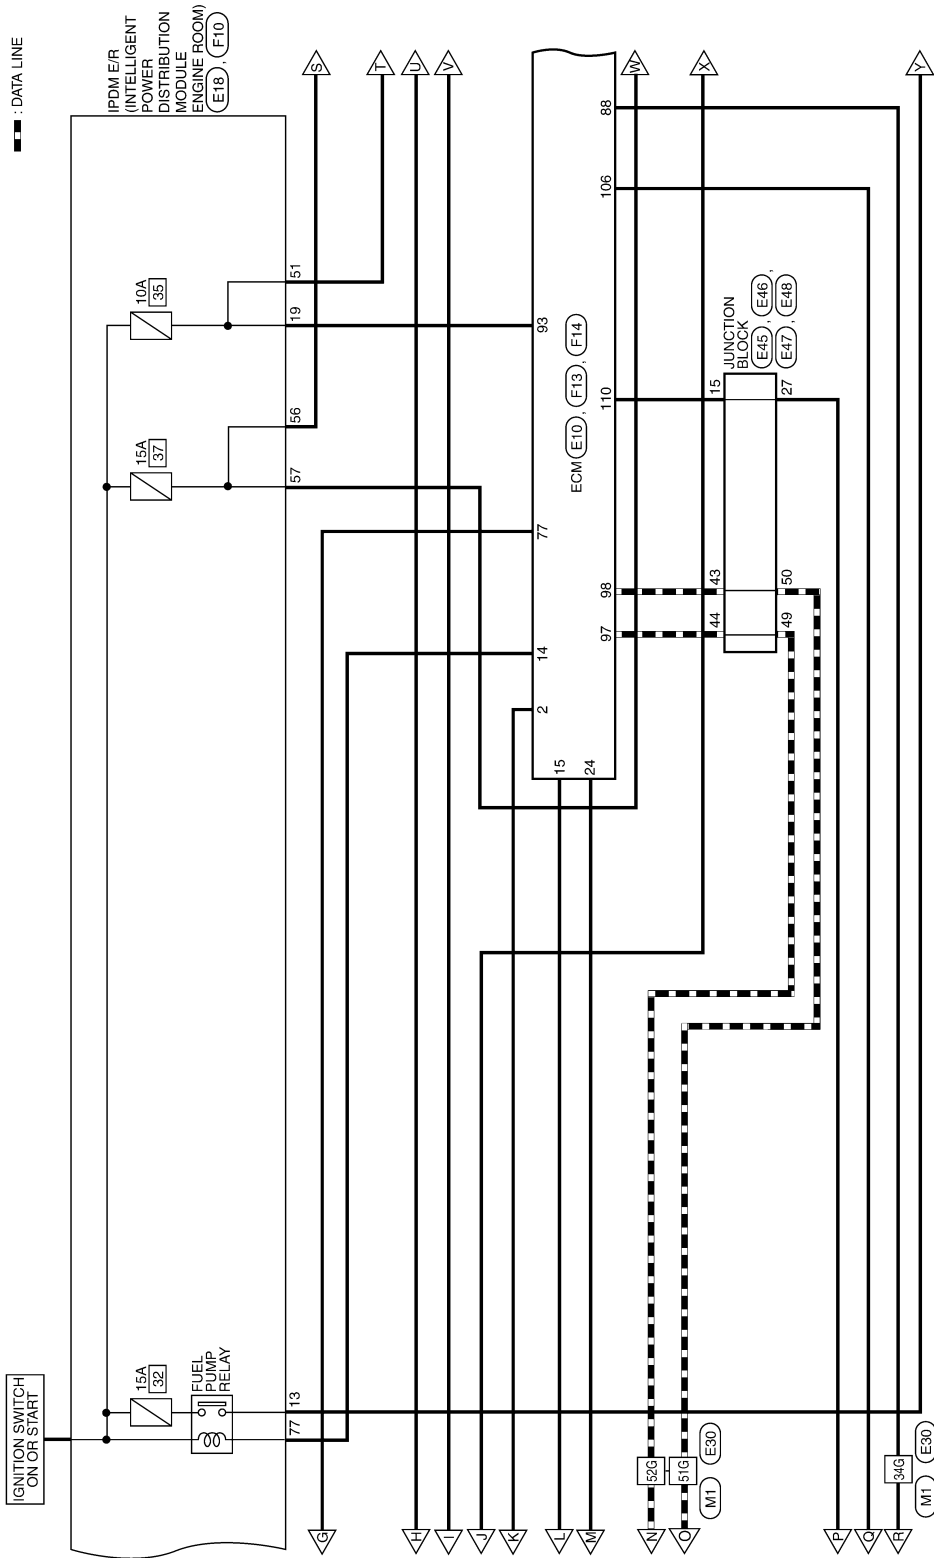 : DATA LINE
IPDM E/R
(INTELLIGENT
POWER
DISTRIBUTION
MODULE
ENGINE ROOM)
E18 , F10
S
T
U
V
W
X
Y
10A
35
15A
37
51
19
56
57
88
106
93
ECM E10 , F13 , F14
110
77
98
97
14
2
15
24
JUNCTION
BLOCK
E45 , E46 ,
E47 , E48
15
27
43
50
44
49
IGNITION SWITCH
ON OR START
15A
32
FUEL
PUMP
RELAY
13
77
52G
51G
M1
E30
34G
M1
E30
G
H
I
J
K
L
M
N
O
P
Q
R